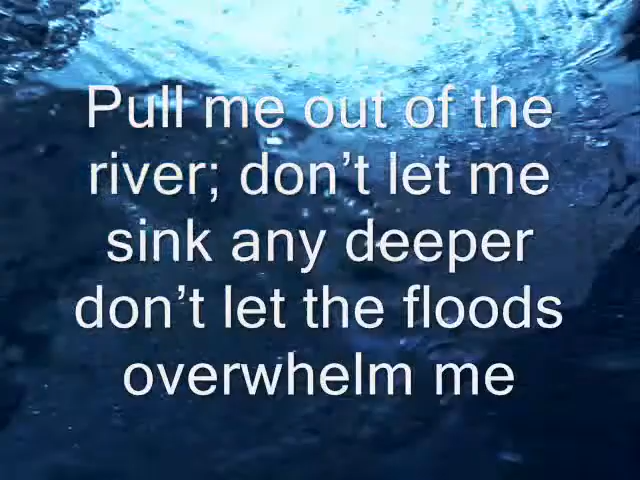 Pull me out of the
river; don’t let me
sink any deeper
don’t let the floods
overwhelm me